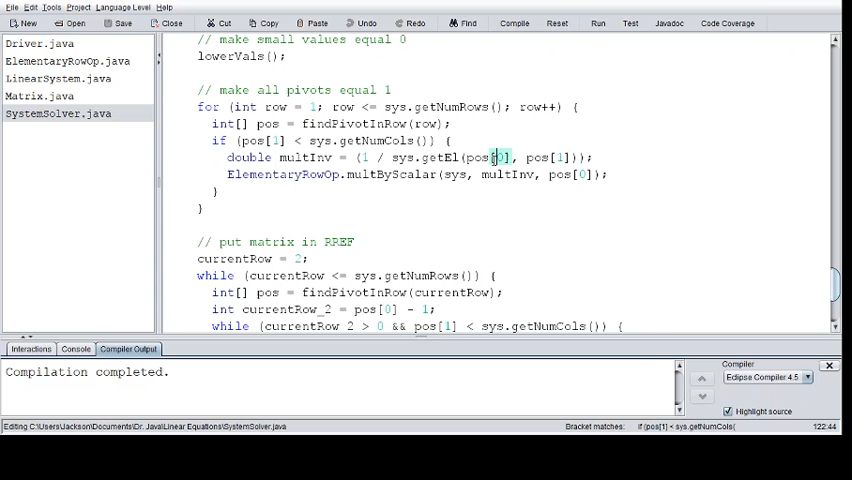 File Edit Tools Project Language Level Help
New Open Save Close Cut Copy Paste Undo Redo Find Compile Reset Run Test Javadoc Code Coverage
Driver.java
ElementaryRowOp.java
LinearSystem.java
Matrix.java
SystemSolver.java
// make small values equal 0
lowerVals();
// make all pivots equal 1
for (int row = 1; row <= sys.getNumRows(); row++) {
int[] pos = findPivotInRow(row);
if (pos[1] < sys.getNumCols()) {
double multInv = (1 / sys.getEl(pos[0], pos[1]));
ElementaryRowOp.multByScalar(sys, multInv, pos[0]);
}
}
// put matrix in RREF
currentRow = 2;
while (currentRow <= sys.getNumRows()) {
int[] pos = findPivotInRow(currentRow);
int currentRow_2 = pos[0] - 1;
while (currentRow_2 > 0 && pos[1] < sys.getNumCols()) {
Interactions Console Compiler Output
Compilation completed.
Compiler
Eclipse Compiler 4.5
Highlight source
Editing C:\Users\Jackson\Documents\Dr. Java\Linear Equations\SystemSolver.java
Bracket matches: if (pos[1] < sys.getNumCols(
122:44